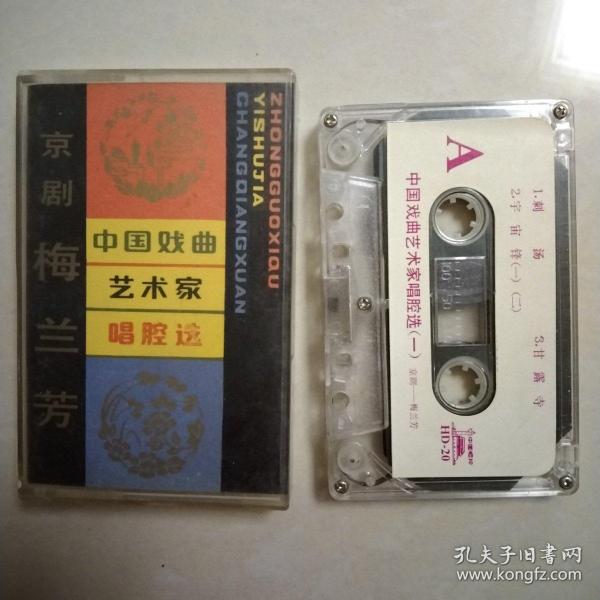 京剧 梅兰芳
中国戏曲
艺术家
唱腔选
ZHONGGUOXIQU
YISHUJIA
CHANGQIANGXUAN
A
1.刺 汤
2.宇宙锋(一)(二)
3.甘露寺
中国戏曲艺术家唱腔选(一)
京剧——梅兰芳
HD-20
孔夫子旧书网
www.kongfz.com